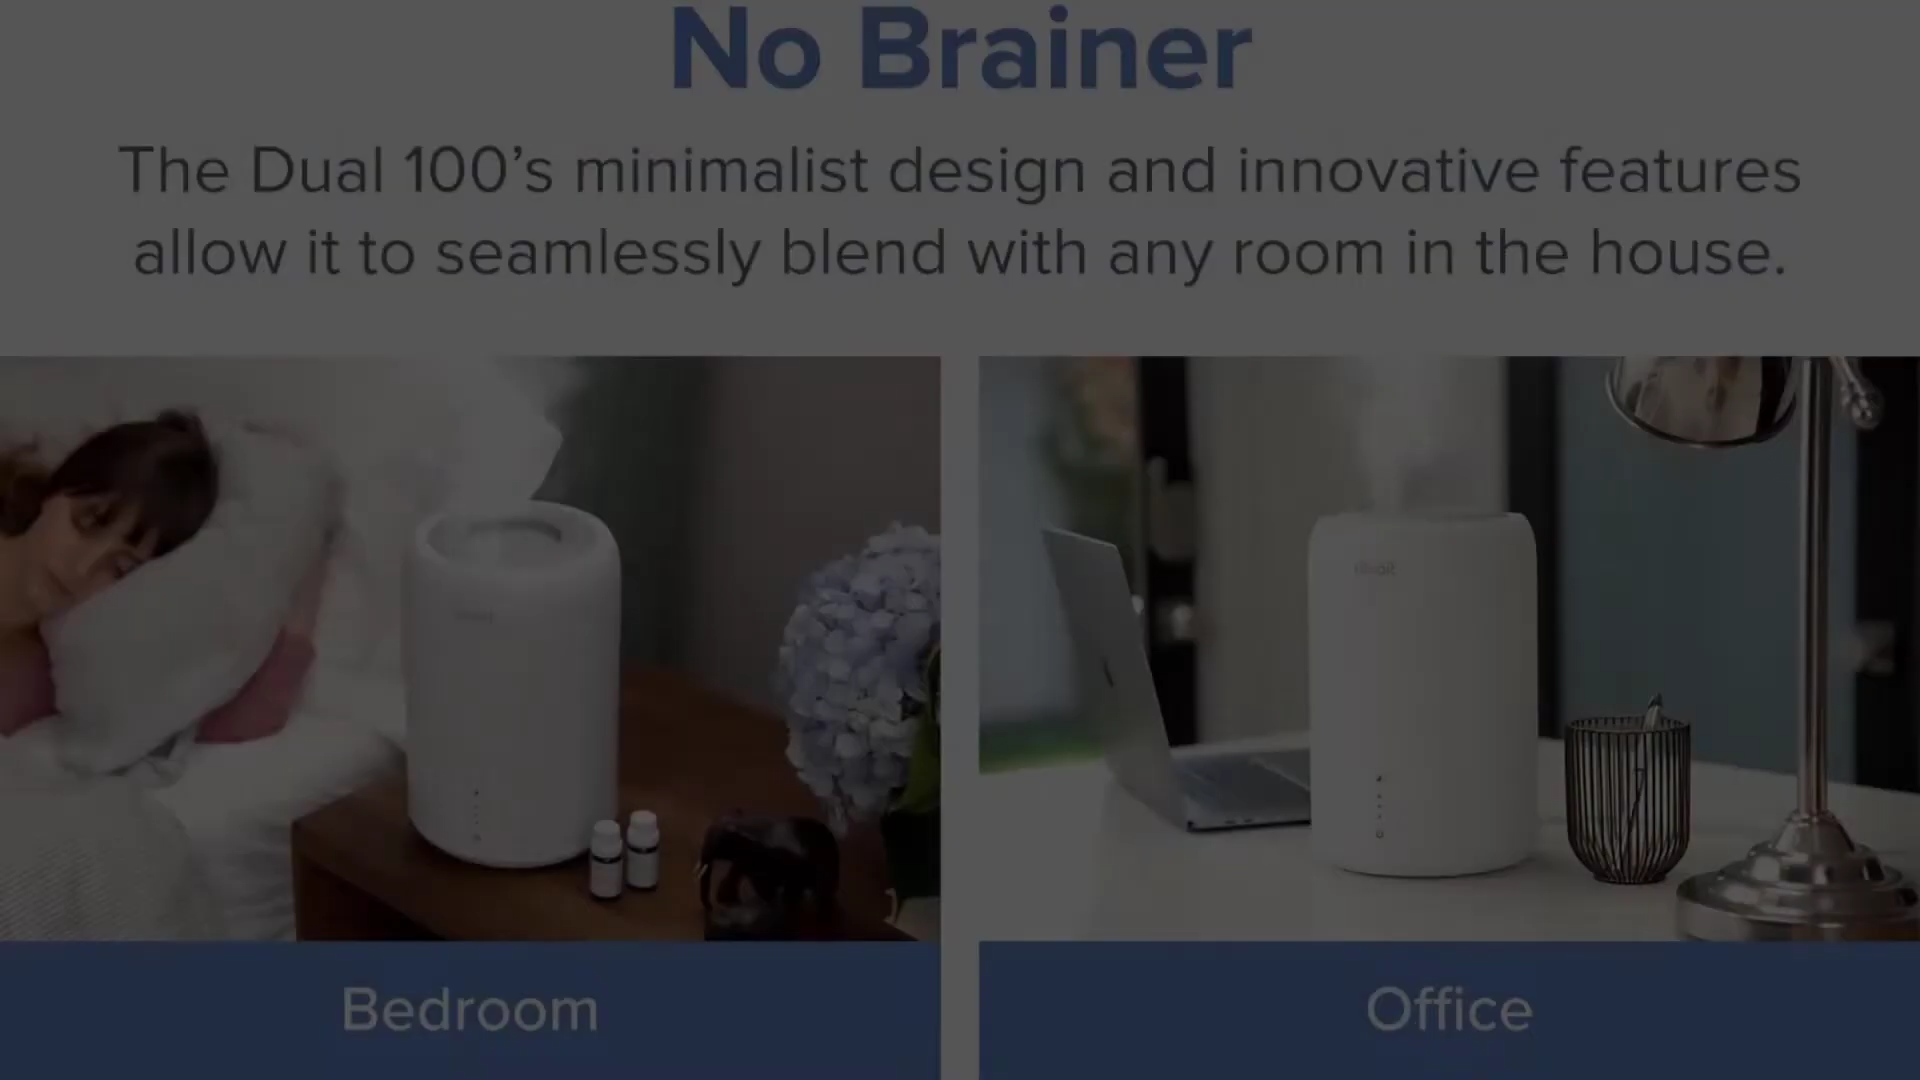 No Brainer
The Dual 100’s minimalist design and innovative features
allow it to seamlessly blend with any room in the house.
levoit
Bedroom
Office